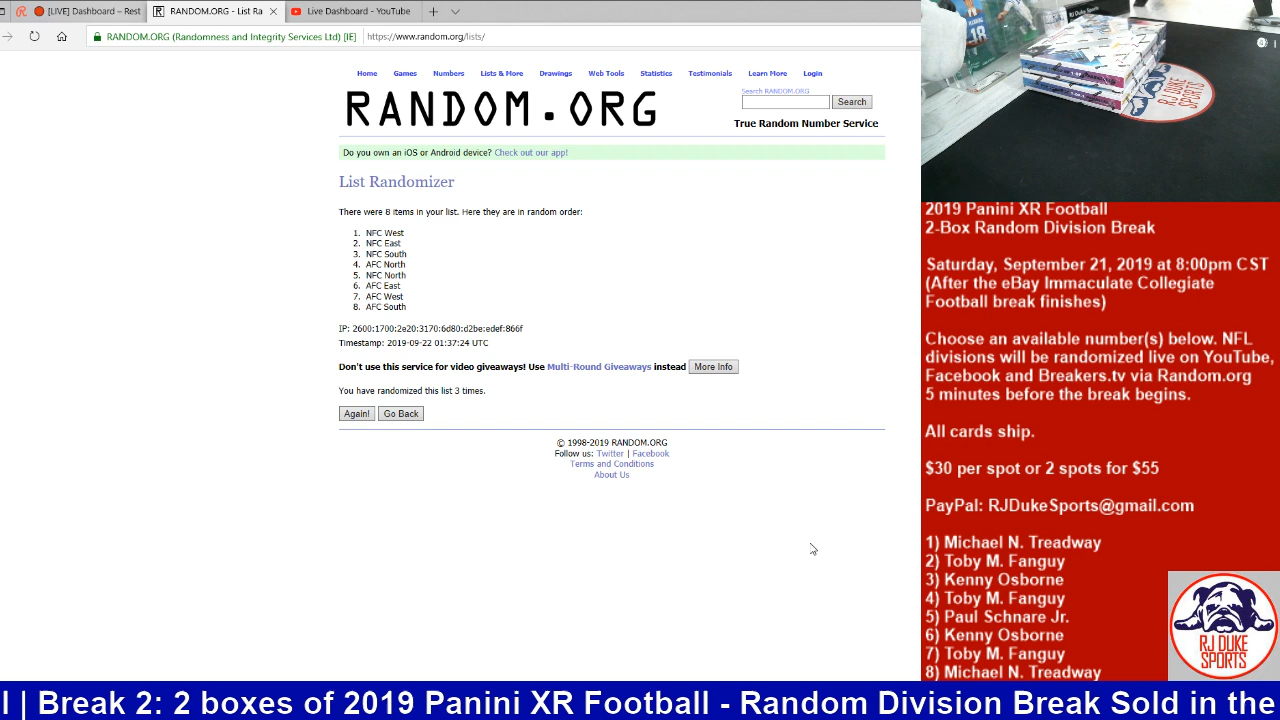 [LIVE] Dashboard – Rest
RANDOM.ORG - List Ra
Live Dashboard - YouTube
RANDOM.ORG (Randomness and Integrity Services Ltd) [IE]
https://www.random.org/lists/
Home Games Numbers Lists & More Drawings Web Tools Statistics Testimonials Learn More Login
RANDOM.ORG
Search RANDOM.ORG
Search
True Random Number Service
Do you own an iOS or Android device? Check out our app!
List Randomizer
There were 8 items in your list. Here they are in random order:
1. NFC West
2. NFC East
3. NFC South
4. AFC North
5. NFC North
6. AFC East
7. AFC West
8. AFC South
IP: 2600:1700:2e20:3170:6d80:d2be:edef:866f
Timestamp: 2019-09-22 01:37:24 UTC
Don't use this service for video giveaways! Use Multi-Round Giveaways instead More Info
You have randomized this list 3 times.
Again! Go Back
© 1998-2019 RANDOM.ORG
Follow us: Twitter | Facebook
Terms and Conditions
About Us
RJ DUKE
SPORTS
2019 Panini XR Football
2-Box Random Division Break
Saturday, September 21, 2019 at 8:00pm CST
(After the eBay Immaculate Collegiate
Football break finishes)
Choose an available number(s) below. NFL
divisions will be randomized live on YouTube,
Facebook and Breakers.tv via Random.org
5 minutes before the break begins.
All cards ship.
$30 per spot or 2 spots for $55
PayPal: RJDukeSports@gmail.com
1) Michael N. Treadway
2) Toby M. Fanguy
3) Kenny Osborne
4) Toby M. Fanguy
5) Paul Schnare Jr.
6) Kenny Osborne
7) Toby M. Fanguy
8) Michael N. Treadway
RJ DUKE
SPORTS
l | Break 2: 2 boxes of 2019 Panini XR Football - Random Division Break Sold in the